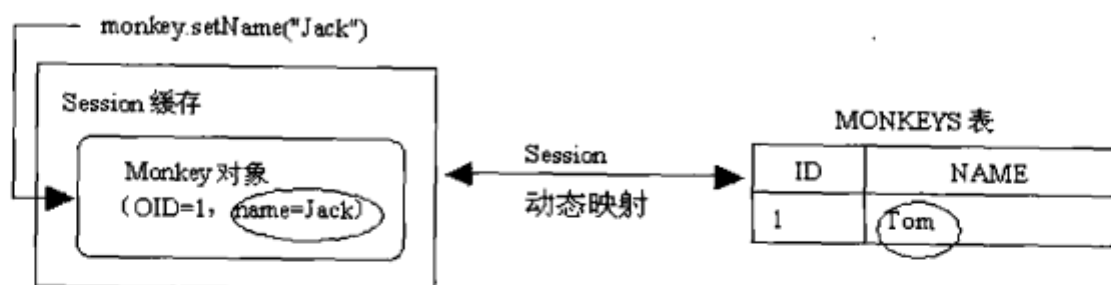 monkey.setName("Jack")
Session 缓存
Monkey 对象
（OID=1， name=Jack）
Session
动态映射
MONKEYS 表
ID NAME
1 Tom